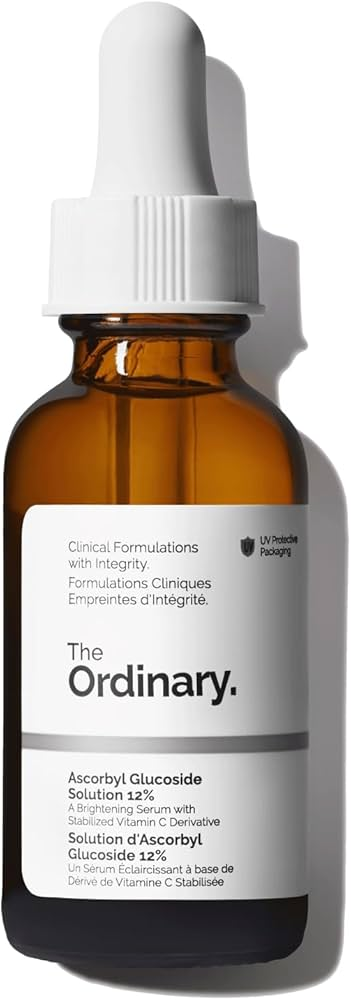 Clinical Formulations
with Integrity.
Formulations Cliniques
Empreintes d'Intégrité.
UV
UV Protective
Packaging
The
Ordinary.
Ascorbyl Glucoside
Solution 12%
A Brightening Serum with
Stabilized Vitamin C Derivative
Solution d'Ascorbyl
Glucoside 12%
Un Sérum Éclaircissant à base de
Dérivé de Vitamine C Stabilisée